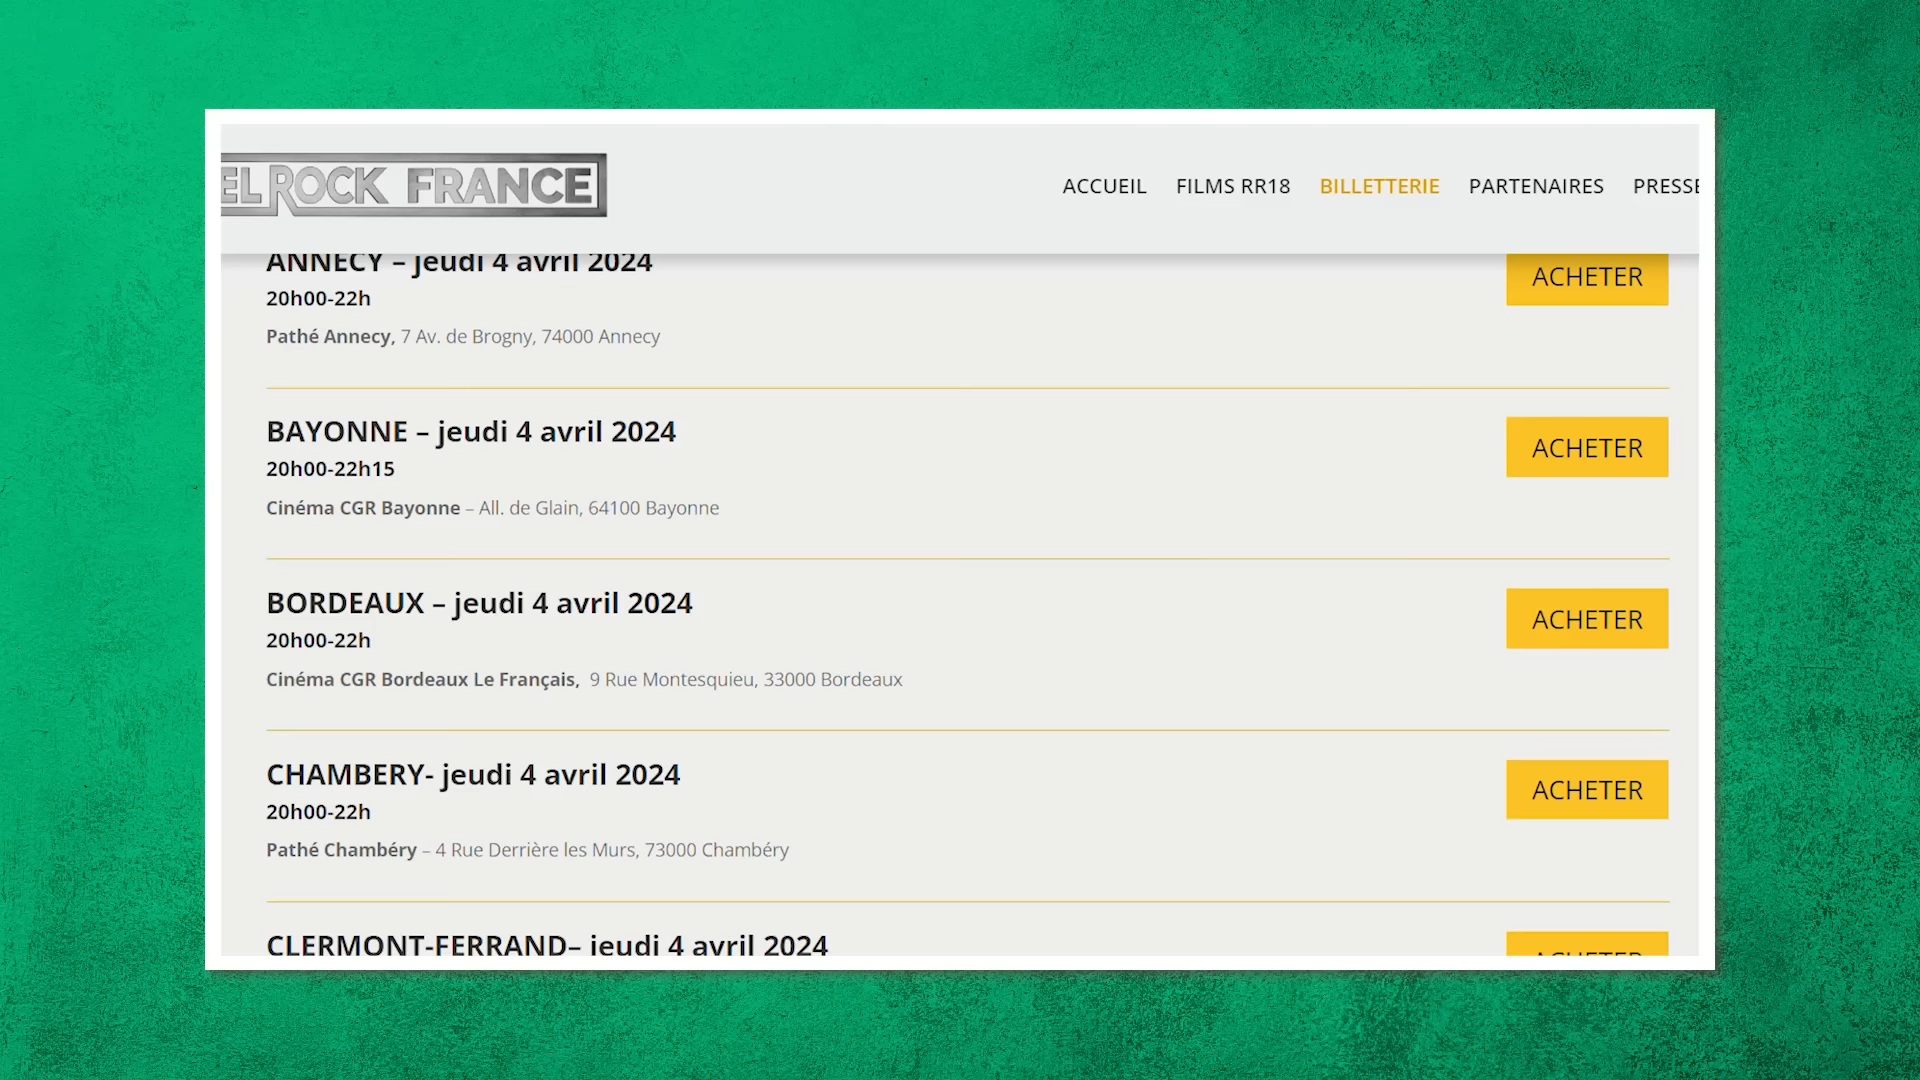 EL ROCK FRANCE
ACCUEIL FILMS RR18 BILLETTERIE PARTENAIRES PRESSE
ANNECY – jeudi 4 avril 2024
ACHETER
20h00-22h
Pathé Annecy, 7 Av. de Brogny, 74000 Annecy
BAYONNE – jeudi 4 avril 2024
ACHETER
20h00-22h15
Cinéma CGR Bayonne – All. de Glain, 64100 Bayonne
BORDEAUX – jeudi 4 avril 2024
ACHETER
20h00-22h
Cinéma CGR Bordeaux Le Français, 9 Rue Montesquieu, 33000 Bordeaux
CHAMBERY- jeudi 4 avril 2024
ACHETER
20h00-22h
Pathé Chambéry – 4 Rue Derrière les Murs, 73000 Chambéry
CLERMONT-FERRAND– jeudi 4 avril 2024
ACHETER